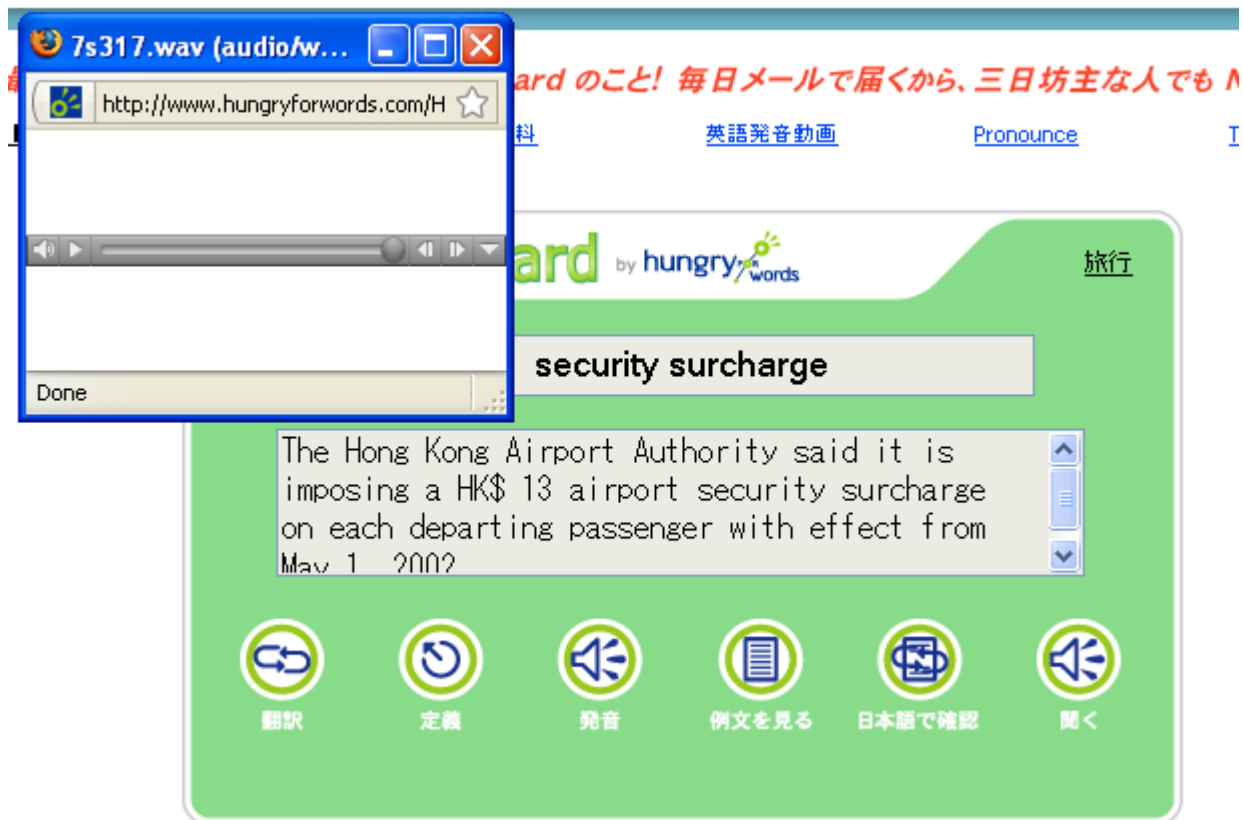 7s317.wav (audio/w...
ard のこと! 毎日メールで届くから、三日坊主な人でも N
http://www.hungryforwords.com/H
料 英語発音動画 Pronounce T
ard by hungry for words 旅行
security surcharge
Done
The Hong Kong Airport Authority said it is
imposing a HK$ 13 airport security surcharge
on each departing passenger with effect from
May 1, 2002
翻訳 定義 発音 例文を見る 日本語で確認 聞く